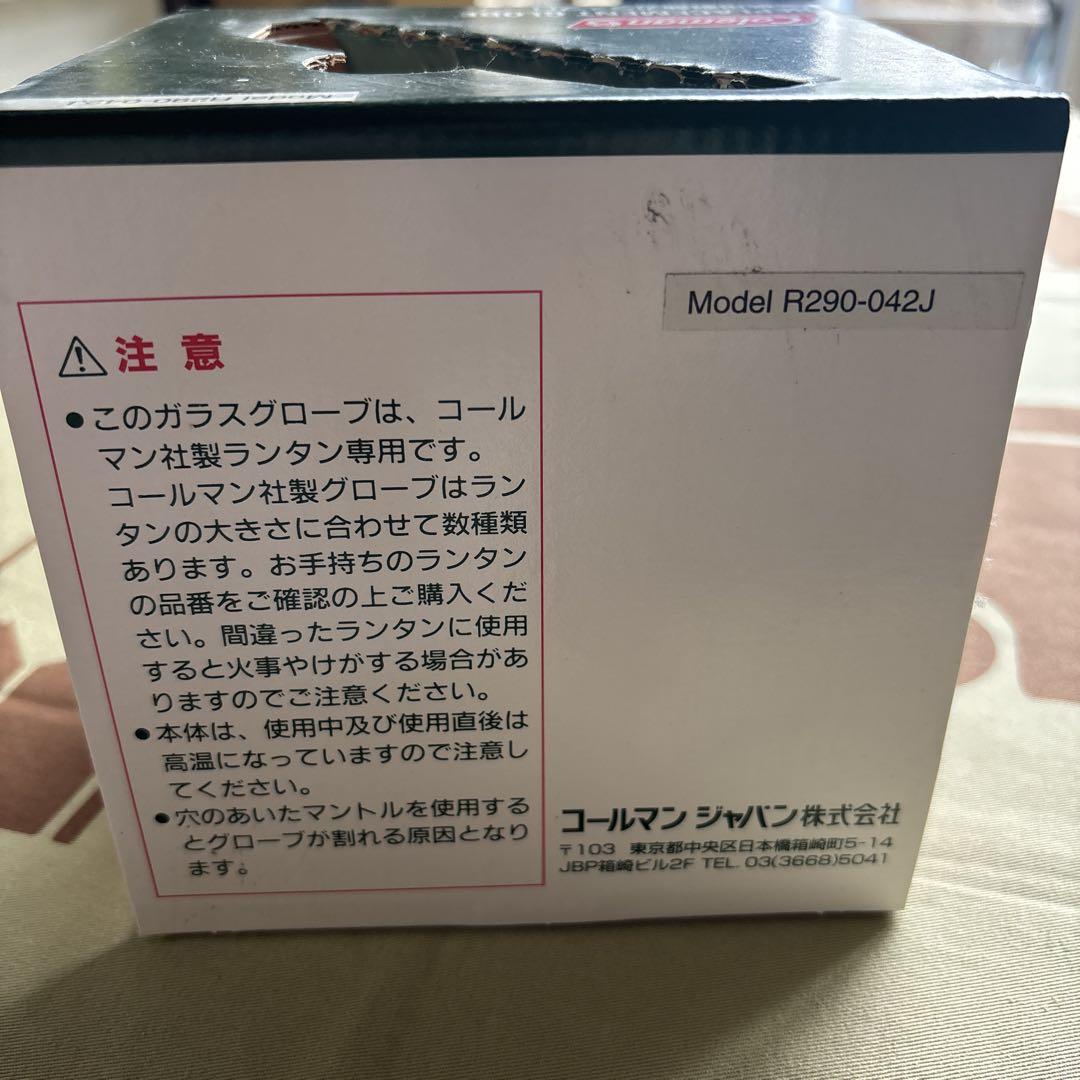 Coleman
Model R290-042J
Model R290-042J
注意
●このガラスグローブは、コール
マン社製ランタン専用です。
コールマン社製グローブはラン
タンの大きさに合わせて数種類
あります。お手持ちのランタン
の品番をご確認の上ご購入くだ
さい。間違ったランタンに使用
すると火事やけがする場合があ
りますのでご注意ください。
●本体は、使用中及び使用直後は
高温になっていますので注意し
てください。
●穴のあいたマントルを使用する
とグローブが割れる原因となり
ます。
コールマン ジャパン株式会社
〒103 東京都中央区日本橋箱崎町5-14
JBP箱崎ビル2F TEL. 03(3668)5041